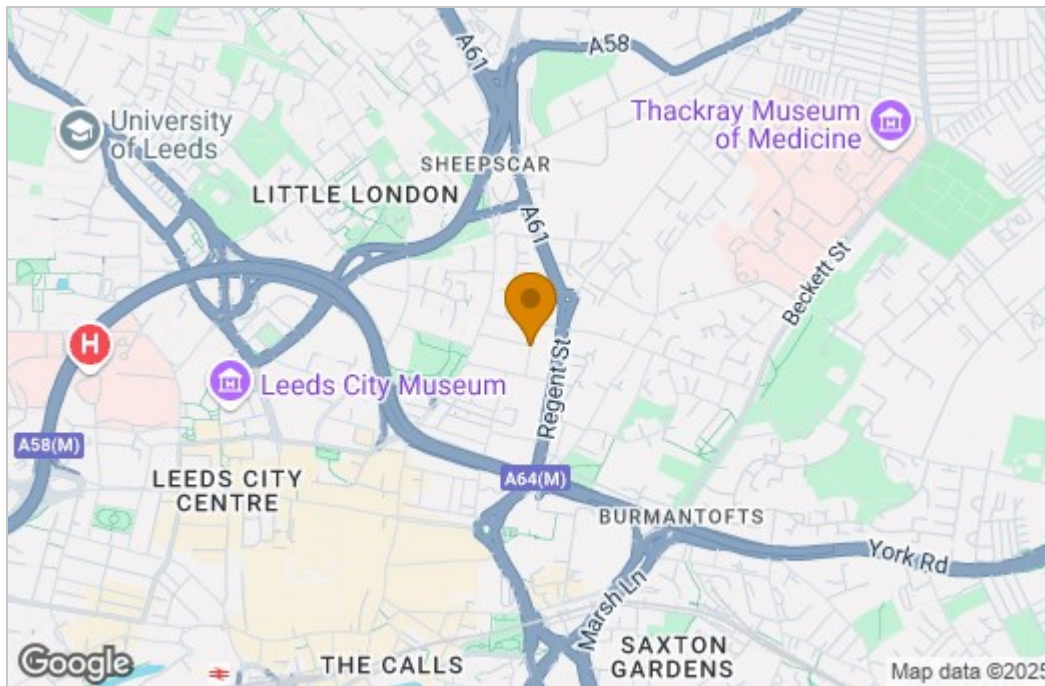 A61
A58
Thackray Museum
of Medicine
University
of Leeds
SHEEPSCAR
LITTLE LONDON
A61
Beckett St
H
Leeds City Museum
Regent St
A58(M)
A64(M)
LEEDS CITY
CENTRE
BURMANTOFTS
York Rd
Marsh Ln
SAXTON
GARDENS
THE CALLS
Google
Map data ©2025